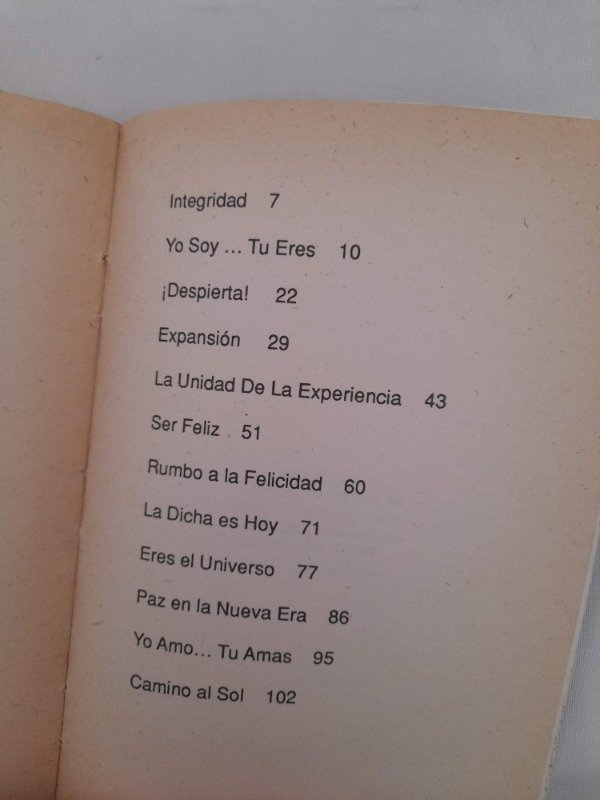 Integridad 7
Yo Soy ... Tu Eres 10
¡Despierta! 22
Expansión 29
La Unidad De La Experiencia 43
Ser Feliz 51
Rumbo a la Felicidad 60
La Dicha es Hoy 71
Eres el Universo 77
Paz en la Nueva Era 86
Yo Amo... Tu Amas 95
Camino al Sol 102